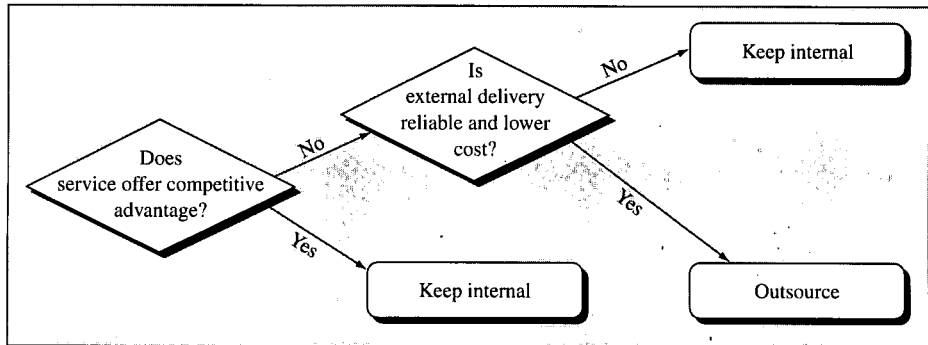 Does
service offer competitive
advantage?
No
Yes
Keep internal
Is
external delivery
reliable and lower
cost?
No
Yes
Keep internal
Outsource